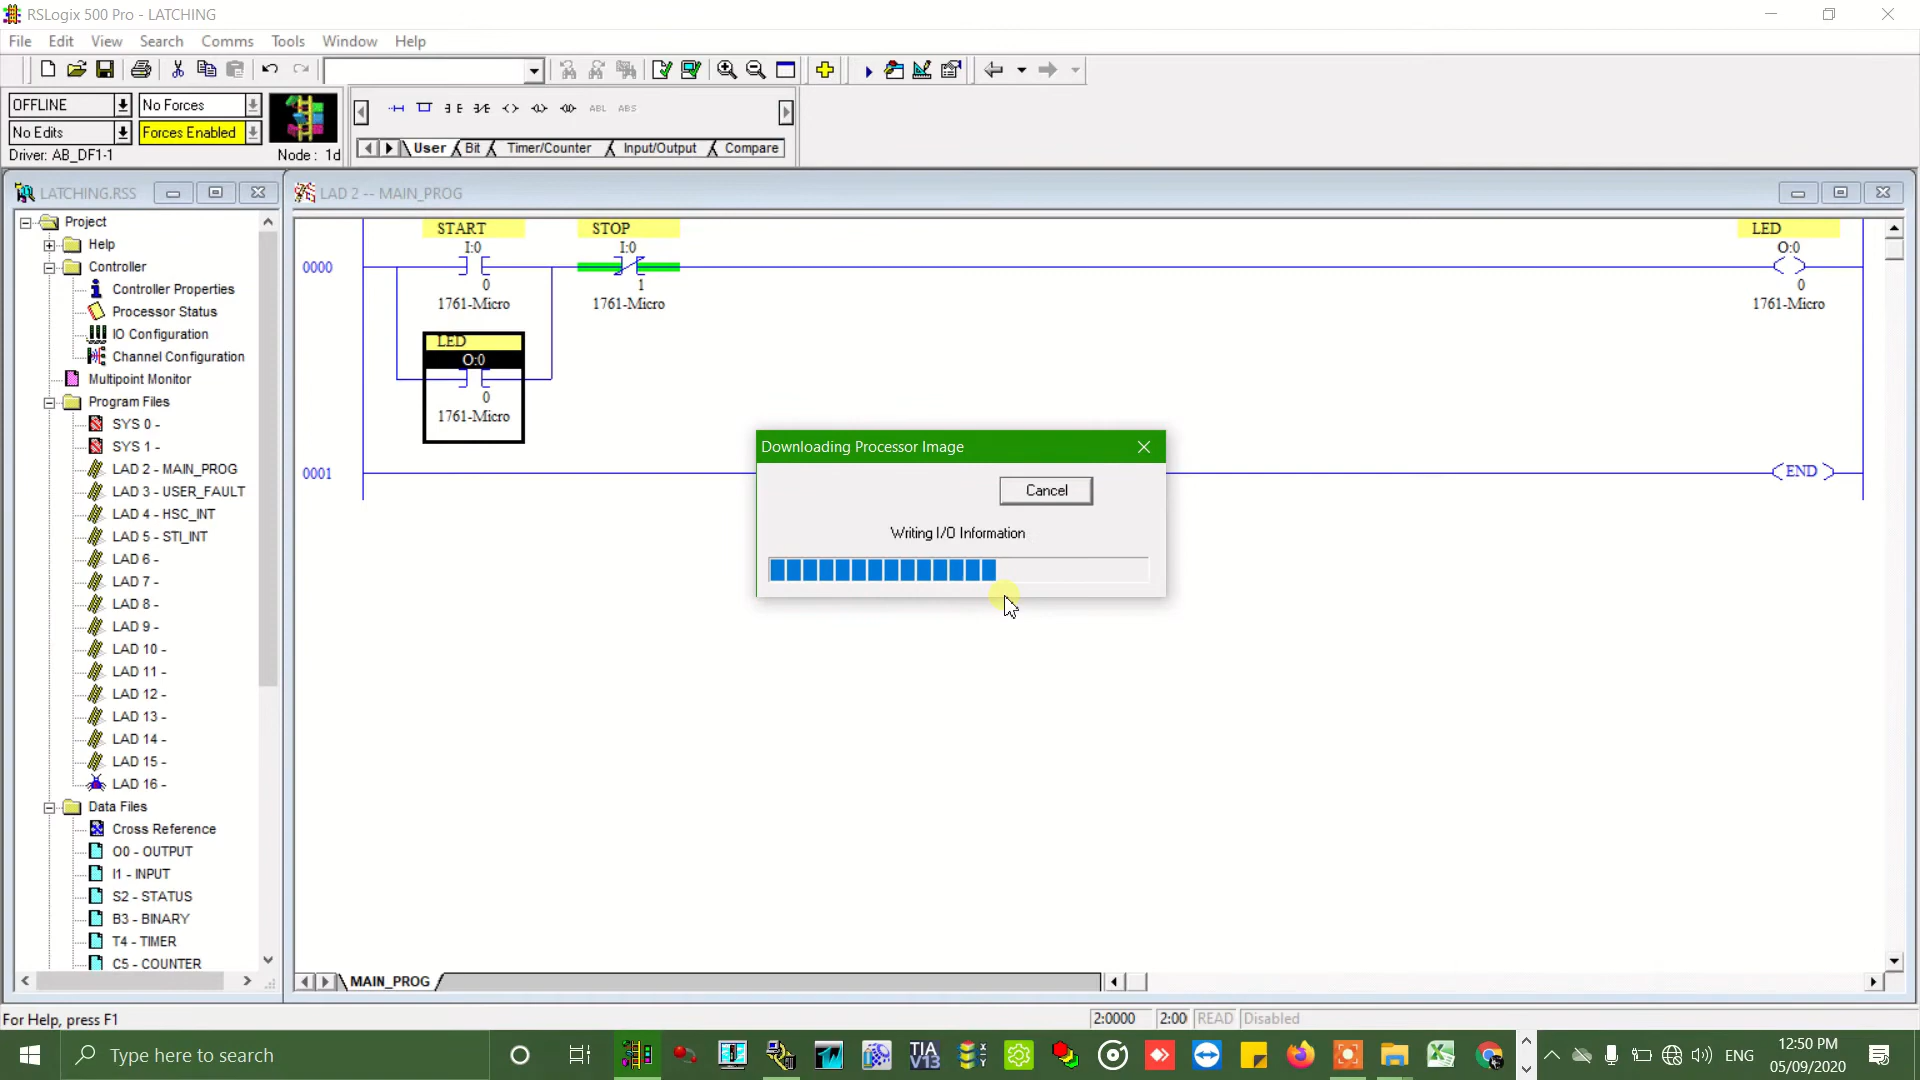 RSLogix 500 Pro - LATCHING
File Edit View Search Comms Tools Window Help
OFFLINE No Forces
No Edits Forces Enabled
Driver: AB_DF1-1 Node : 1d
ABL ABS
User Bit Timer/Counter Input/Output Compare
LATCHING.RSS
Project
Help
Controller
Controller Properties
Processor Status
IO Configuration
Channel Configuration
Multipoint Monitor
Program Files
SYS 0 -
SYS 1 -
LAD 2 - MAIN_PROG
LAD 3 - USER_FAULT
LAD 4 - HSC_INT
LAD 5 - STI_INT
LAD 6 -
LAD 7 -
LAD 8 -
LAD 9 -
LAD 10 -
LAD 11 -
LAD 12 -
LAD 13 -
LAD 14 -
LAD 15 -
LAD 16 -
Data Files
Cross Reference
O0 - OUTPUT
I1 - INPUT
S2 - STATUS
B3 - BINARY
T4 - TIMER
C5 - COUNTER
LAD 2 -- MAIN_PROG
START STOP LED
I:0 I:0 O:0
0000
0 1 0
1761-Micro 1761-Micro 1761-Micro
LED
O:0
0
1761-Micro
0001 END
Downloading Processor Image
Cancel
Writing I/O Information
MAIN_PROG
For Help, press F1 2:0000 2:00 READ Disabled
Type here to search
TIA
V13
X
Y
ENG
12:50 PM
05/09/2020